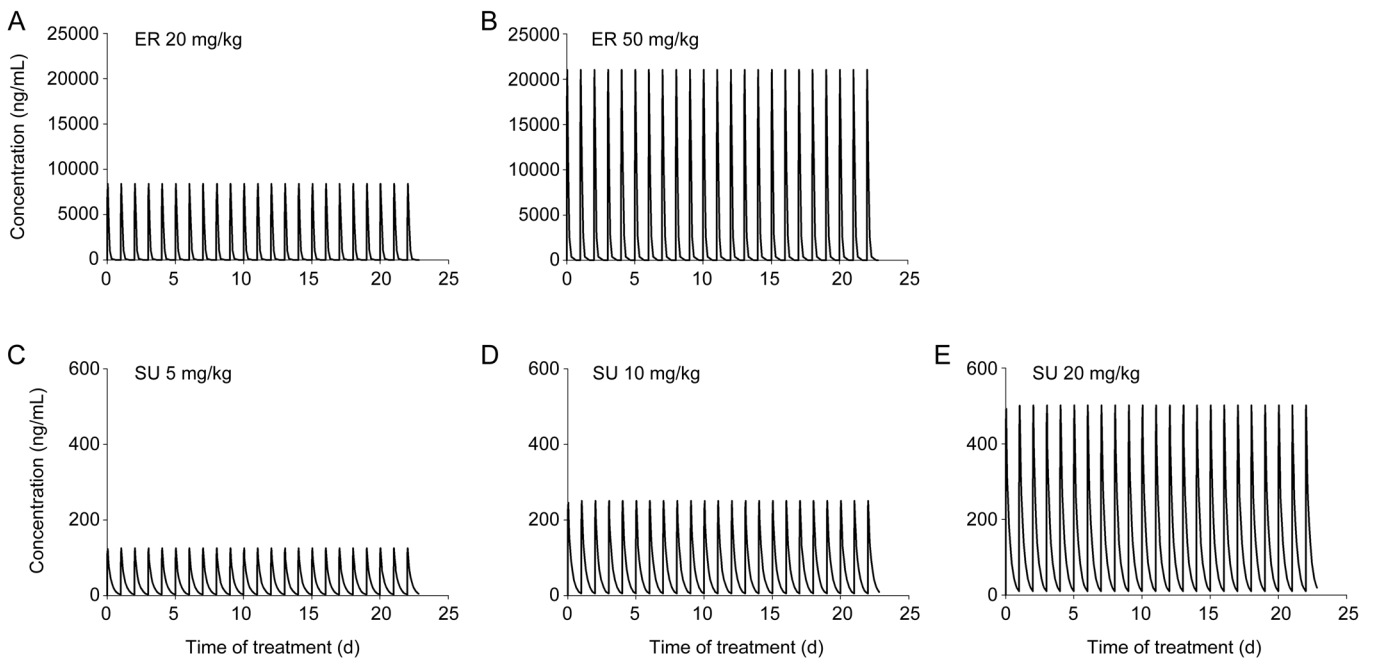 A
ER 20 mg/kg
Concentration (ng/mL)
25000
20000
15000
10000
5000
0
0 5 10 15 20 25
B
ER 50 mg/kg
25000
20000
15000
10000
5000
0
0 5 10 15 20 25
C
SU 5 mg/kg
Concentration (ng/mL)
600
400
200
0
0 5 10 15 20 25
Time of treatment (d)
D
SU 10 mg/kg
600
400
200
0
0 5 10 15 20 25
Time of treatment (d)
E
SU 20 mg/kg
600
400
200
0
0 5 10 15 20 25
Time of treatment (d)